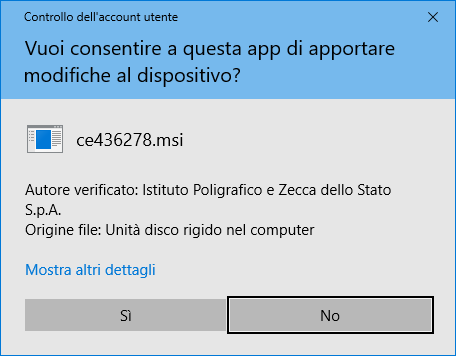 Controllo dell'account utente
Vuoi consentire a questa app di apportare
modifiche al dispositivo?
ce436278.msi
Autore verificato: Istituto Poligrafico e Zecca dello Stato
S.p.A.
Origine file: Unità disco rigido nel computer
Mostra altri dettagli
Sì
No